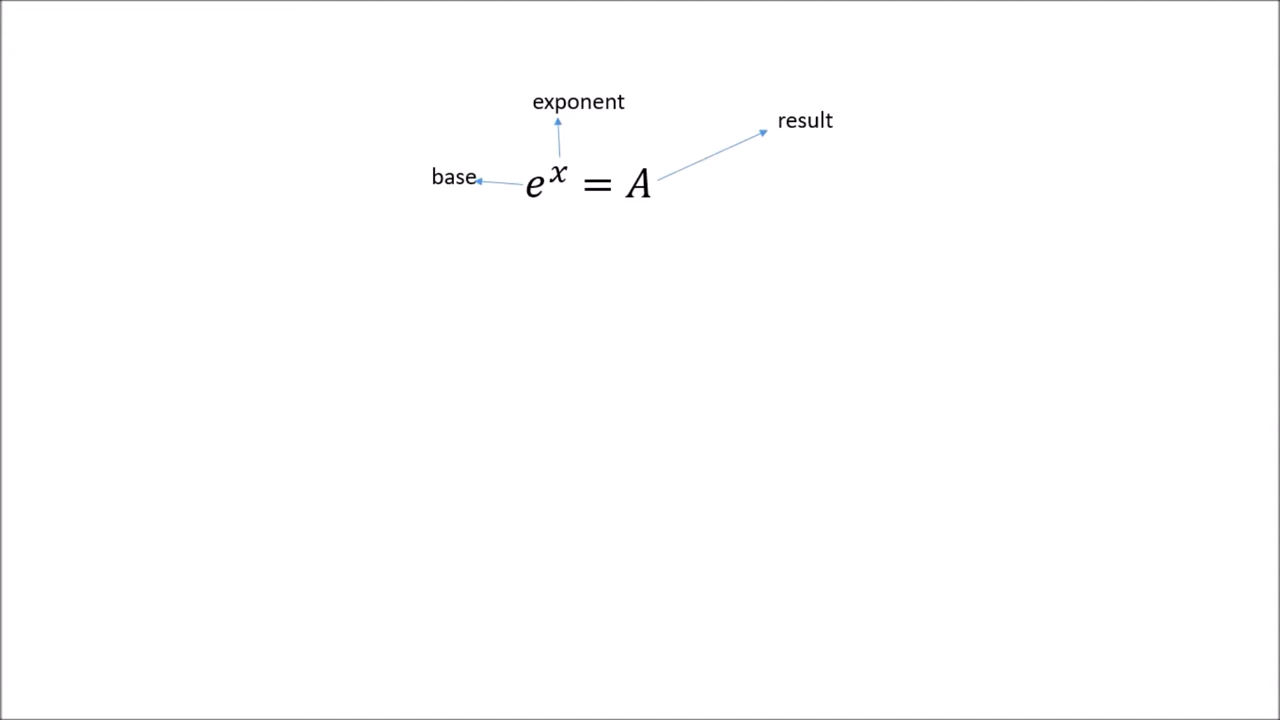 exponent
result
base
e^x = A